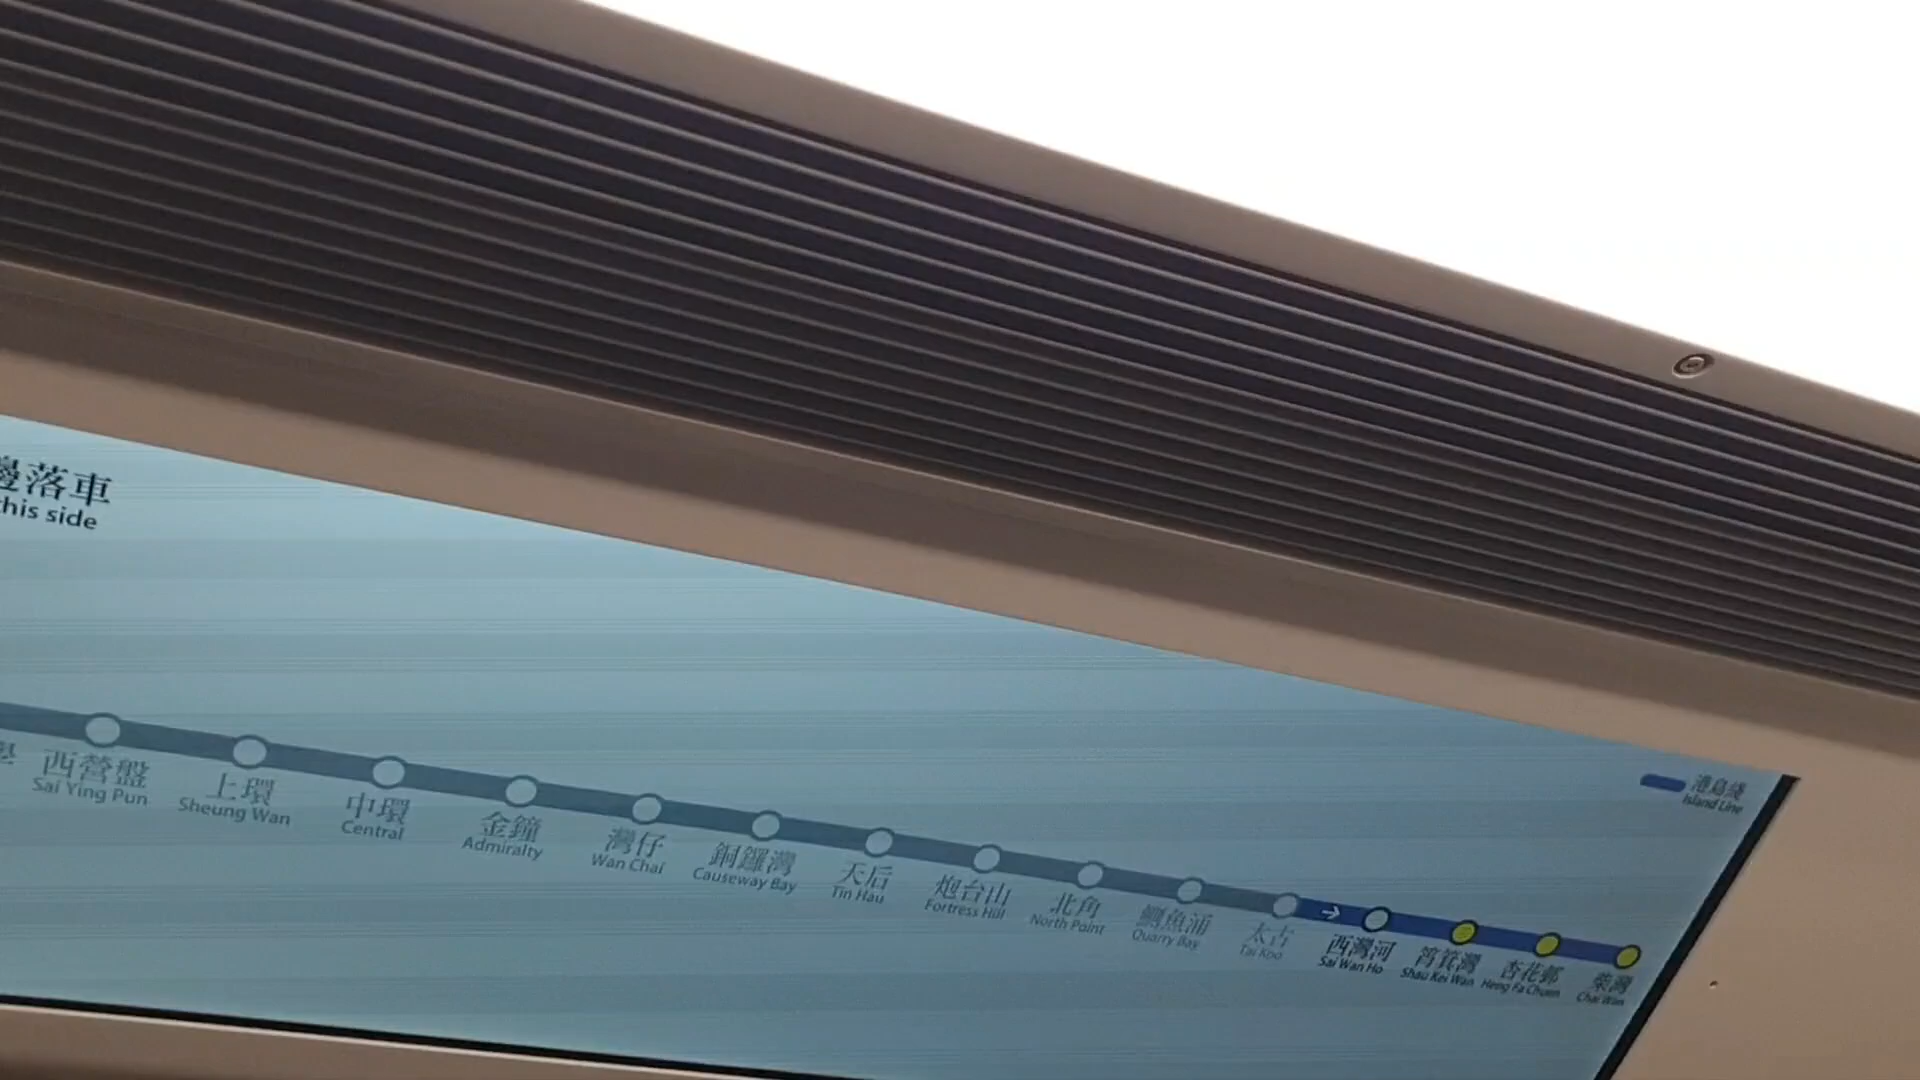 邊落車
this side
港島綫
Island Line
西營盤
Sai Ying Pun
上環
Sheung Wan
中環
Central
金鐘
Admiralty
灣仔
Wan Chai
銅鑼灣
Causeway Bay
天后
Tin Hau
炮台山
Fortress Hill
北角
North Point
鰂魚涌
Quarry Bay
太古
Tai Koo
西灣河
Sai Wan Ho
筲箕灣
Shau Kei Wan
杏花邨
Heng Fa Chuen
柴灣
Chai Wan